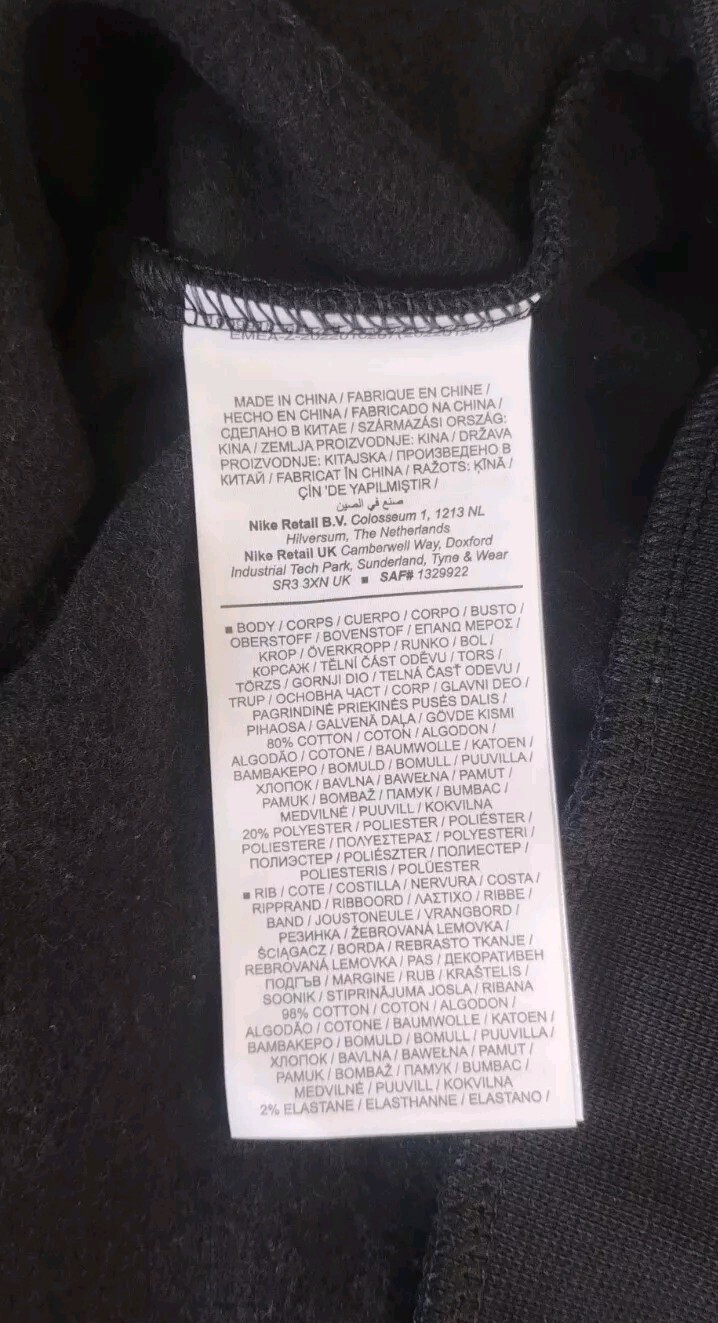 MADE IN CHINA / FABRIQUE EN CHINE /
HECHO EN CHINA / FABRICADO NA CHINA /
СДЕЛАНО В КИТАЕ / SZÁRMAZÁSI ORSZÁG:
KINA / ZEMLJA PROIZVODNJE: KINA / DRŽAVA
PROIZVODNJE: KITAJSKA / ПРОИЗВЕДЕНО В
КИТАЙ / FABRICAT ÎN CHINA / RAŽOTS: ĶĪNĀ /
ÇİN 'DE YAPILMIŞTIR /
صنع في الصين
Nike Retail B.V. Colosseum 1, 1213 NL
Hilversum, The Netherlands
Nike Retail UK Camberwell Way, Doxford
Industrial Tech Park, Sunderland, Tyne & Wear
SR3 3XN UK ■ SAF# 1329922
■ BODY / CORPS / CUERPO / CORPO / BUSTO /
OBERSTOFF / BOVENSTOF / ΕΠΑΝΩ ΜΕΡΟΣ /
KROP / ÖVERKROPP / RUNKO / BOL /
КОРСАЖ / TĚLNÍ ČÁST ODĚVU / TORS /
TÖRZS / GORNJI DIO / TELNÁ ČASŤ ODEVU /
TRUP / ОСНОВНА ЧАСТ / CORP / GLAVNI DEO /
PAGRINDINĖ PRIEKINĖS PUSĖS DALIS /
PIHAOSA / GALVENĀ DAĻA / GÖVDE KISMI
80% COTTON / COTON / ALGODON /
ALGODÃO / COTONE / BAUMWOLLE / KATOEN /
ΒΑΜΒΑΚΕΡΟ / BOMULD / BOMULL / PUUVILLA /
ХЛОПОК / BAVLNA / BAWEŁNA / PAMUT /
PAMUK / BOMBAŽ / ПАМУК / BUMBAC /
MEDVILNĖ / PUUVILL / KOKVILNA
20% POLYESTER / POLIESTER / POLIÉSTER /
POLIESTERE / ΠΟΛΥΕΣΤΕΡΑΣ / POLYESTERI /
ПОЛИЭСТЕР / POLIÉSZTER / ПОЛИЕСТЕР /
POLIESTERIS / POLÜESTER
■ RIB / COTE / COSTILLA / NERVURA / COSTA /
RIPPRAND / RIBBOORD / ΛΑΣΤΙΧΟ / RIBBE /
BAND / JOUSTONEULE / VRANGBORD /
РЕЗИНКА / ŽEBROVANÁ LEMOVKA /
ŚCIĄGACZ / BORDA / REBRASTO TKANJE /
REBROVANÁ LEMOVKA / PAS / ДЕКОРАТИВЕН
ПОДГЪВ / MARGINE / RUB / KRAŠTELIS /
SOONIK / STIPRINĀJUMA JOSLA / RIBANA
98% COTTON / COTON / ALGODON /
ALGODÃO / COTONE / BAUMWOLLE / KATOEN /
ΒΑΜΒΑΚΕΡΟ / BOMULD / BOMULL / PUUVILLA /
ХЛОПОК / BAVLNA / BAWEŁNA / PAMUT /
PAMUK / BOMBAŽ / ПАМУК / BUMBAC /
MEDVILNĖ / PUUVILL / KOKVILNA
2% ELASTANE / ELASTHANNE / ELASTANO /